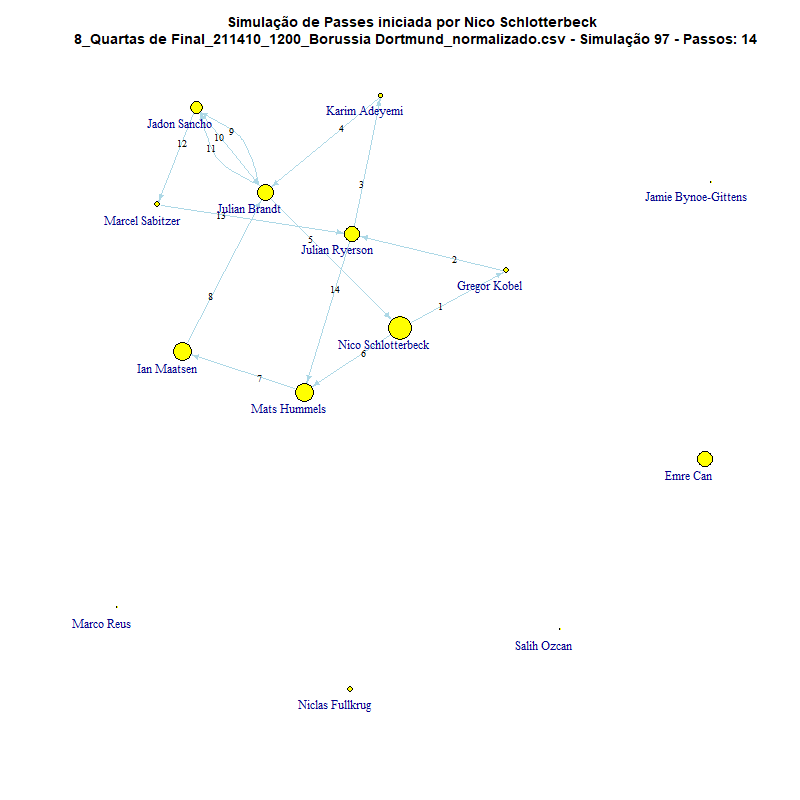 Simulação de Passes iniciada por Nico Schlotterbeck
8_Quartas de Final_211410_1200_Borussia Dortmund_normalizado.csv - Simulação 97 - Passos: 14
Karim Adeyemi
Jadon Sancho
4
9
10
11
12
3
Jamie Bynoe-Gittens
Julian Brandt
Marcel Sabitzer
13
5
Julian Ryerson
2
Gregor Kobel
14
8
1
Nico Schlotterbeck
6
Ian Maatsen
7
Mats Hummels
Emre Can
Marco Reus
Salih Ozcan
Niclas Fullkrug